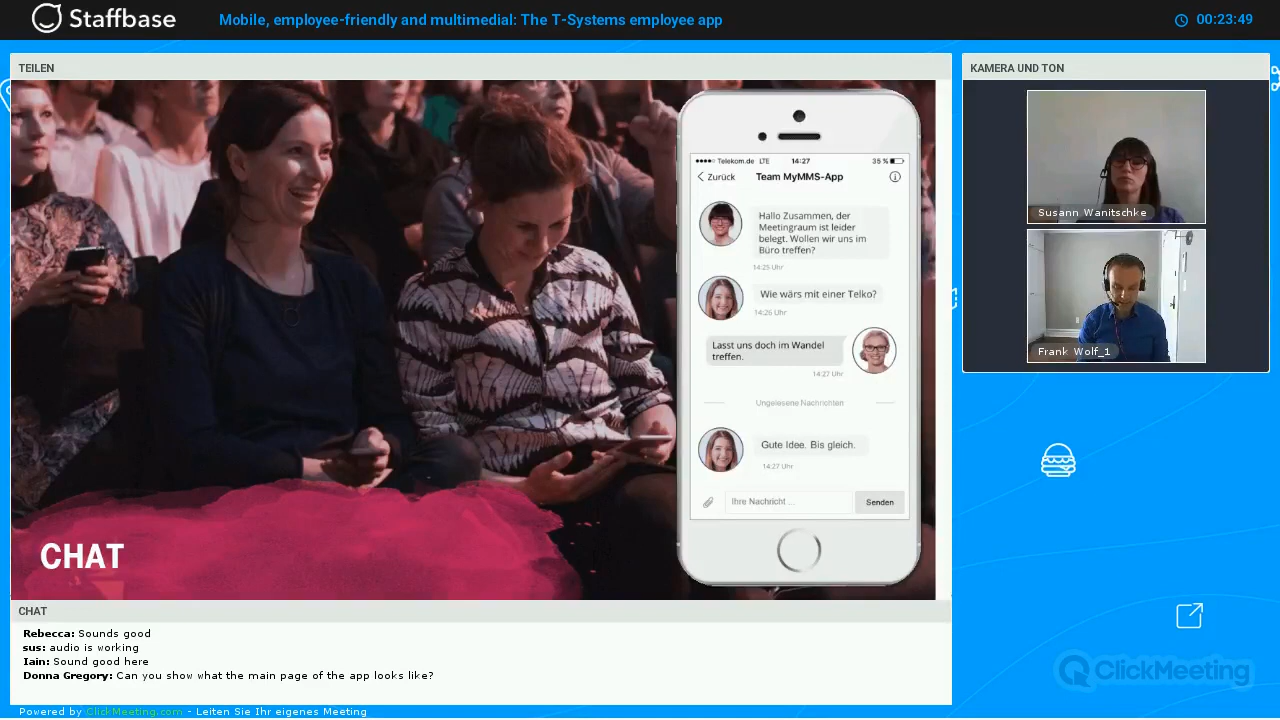 Staffbase
Mobile, employee-friendly and multimedial: The T-Systems employee app
00:23:49
TEILEN
Telekom.de LTE 14:27 35 %
Zurück
Team MyMMS-App
Hallo Zusammen, der
Meetingraum ist leider
belegt. Wollen wir uns im
Büro treffen?
14:25 Uhr
Wie wärs mit einer Telko?
14:26 Uhr
Lasst uns doch im Wandel
treffen.
14:27 Uhr
Ungelesene Nachrichten
Gute Idee. Bis gleich.
14:27 Uhr
Ihre Nachricht ...
Senden
CHAT
KAMERA UND TON
Susann Wanitschke
Frank Wolf_1
CHAT
Rebecca: Sounds good
sus: audio is working
Iain: Sound good here
Donna Gregory: Can you show what the main page of the app looks like?
ClickMeeting
Powered by ClickMeeting.com - Leiten Sie Ihr eigenes Meeting